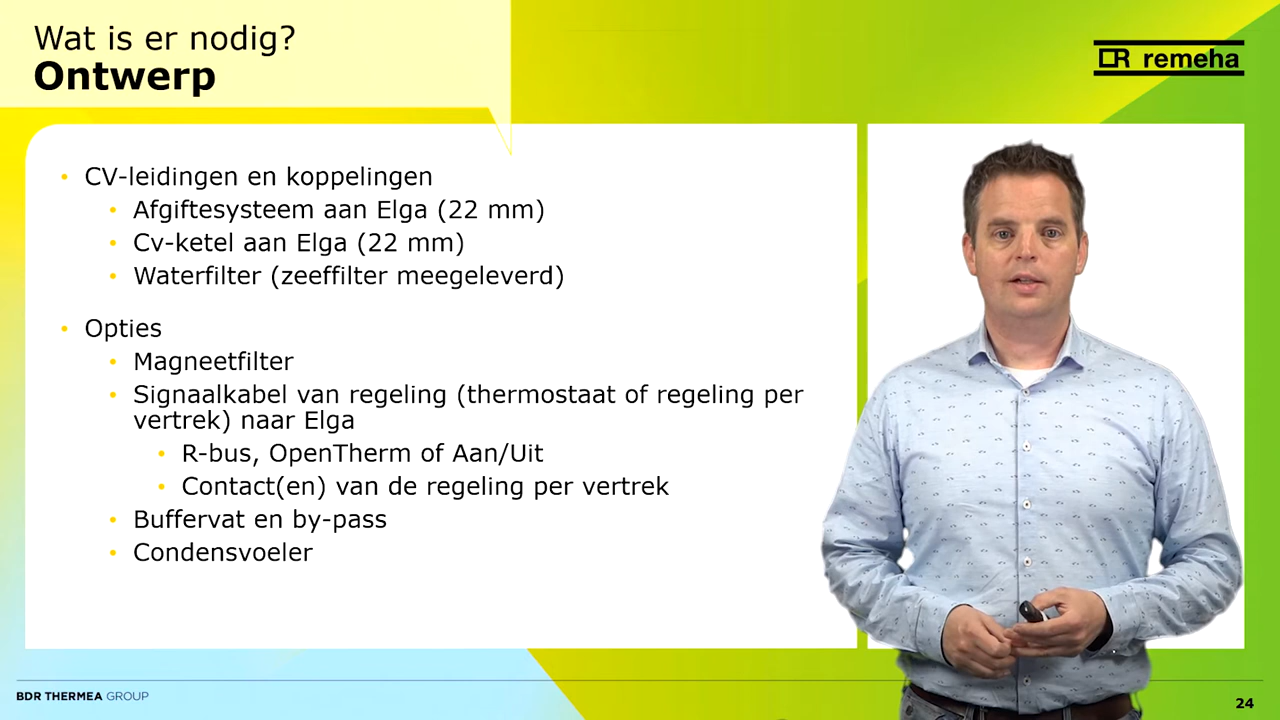 Wat is er nodig?
Ontwerp
remeha
• CV-leidingen en koppelingen
• Afgiftesysteem aan Elga (22 mm)
• Cv-ketel aan Elga (22 mm)
• Waterfilter (zeeffilter meegeleverd)
• Opties
• Magneetfilter
• Signaalkabel van regeling (thermostaat of regeling per
vertrek) naar Elga
• R-bus, OpenTherm of Aan/Uit
• Contact(en) van de regeling per vertrek
• Buffervat en by-pass
• Condensvoeler
BDR THERMEA GROUP
24